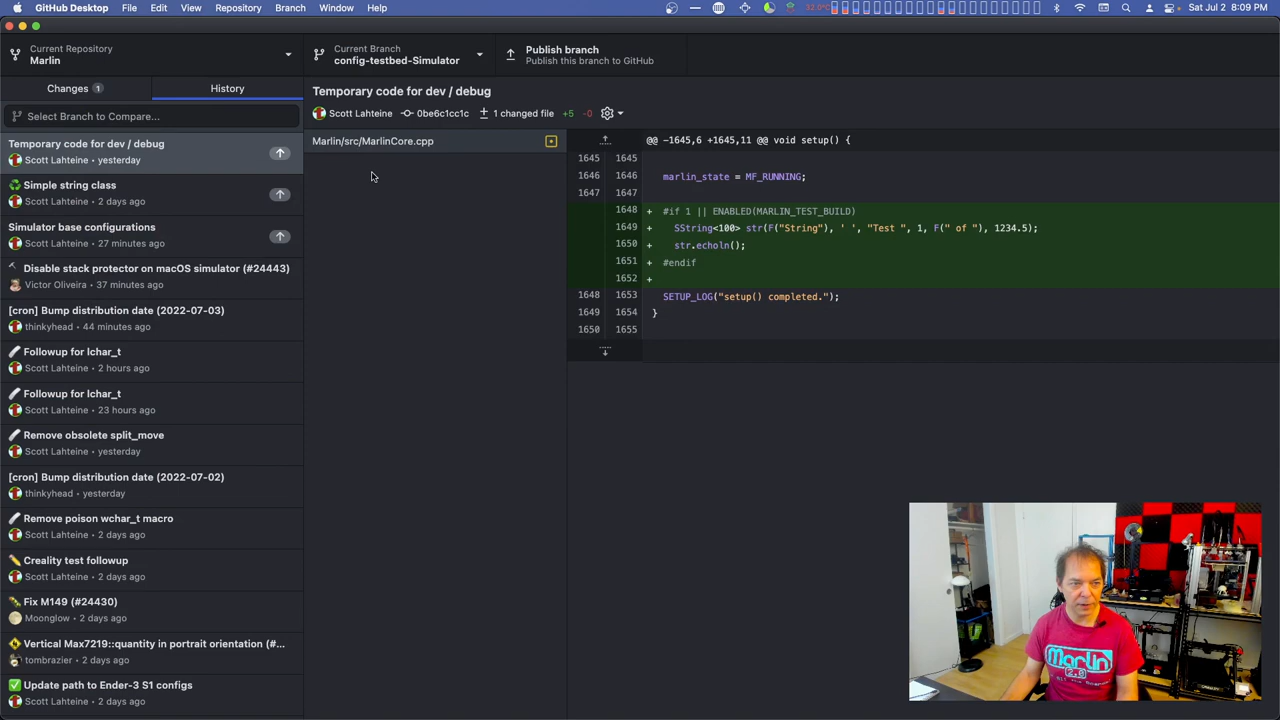 GitHub Desktop File Edit View Repository Branch Window Help
32.0°C
Sat Jul 2 8:09 PM
Current Repository
Marlin
Current Branch
config-testbed-Simulator
Publish branch
Publish this branch to GitHub
Changes 1
History
Select Branch to Compare...
Temporary code for dev / debug
Scott Lahteine • yesterday
Simple string class
Scott Lahteine • 2 days ago
Simulator base configurations
Scott Lahteine • 27 minutes ago
Disable stack protector on macOS simulator (#24443)
Victor Oliveira • 37 minutes ago
[cron] Bump distribution date (2022-07-03)
thinkyhead • 44 minutes ago
Followup for lchar_t
Scott Lahteine • 2 hours ago
Followup for lchar_t
Scott Lahteine • 23 hours ago
Remove obsolete split_move
Scott Lahteine • yesterday
[cron] Bump distribution date (2022-07-02)
thinkyhead • yesterday
Remove poison wchar_t macro
Scott Lahteine • 2 days ago
Creality test followup
Scott Lahteine • 2 days ago
Fix M149 (#24430)
Moonglow • 2 days ago
Vertical Max7219::quantity in portrait orientation (#...
tombrazier • 2 days ago
Update path to Ender-3 S1 configs
Scott Lahteine • 2 days ago
Temporary code for dev / debug
Scott Lahteine 0be6c1cc1c 1 changed file +5 -0
Marlin/src/MarlinCore.cpp
@@ -1645,6 +1645,11 @@ void setup() {
1645 1645
1646 1646 marlin_state = MF_RUNNING;
1647 1647
1648 + #if 1 || ENABLED(MARLIN_TEST_BUILD)
1649 + SString<100> str(F("String"), ' ', "Test ", 1, F(" of "), 1234.5);
1650 + str.echoln();
1651 + #endif
1652 +
1648 1653 SETUP_LOG("setup() completed.");
1649 1654 }
1650 1655
Marlin
2.0